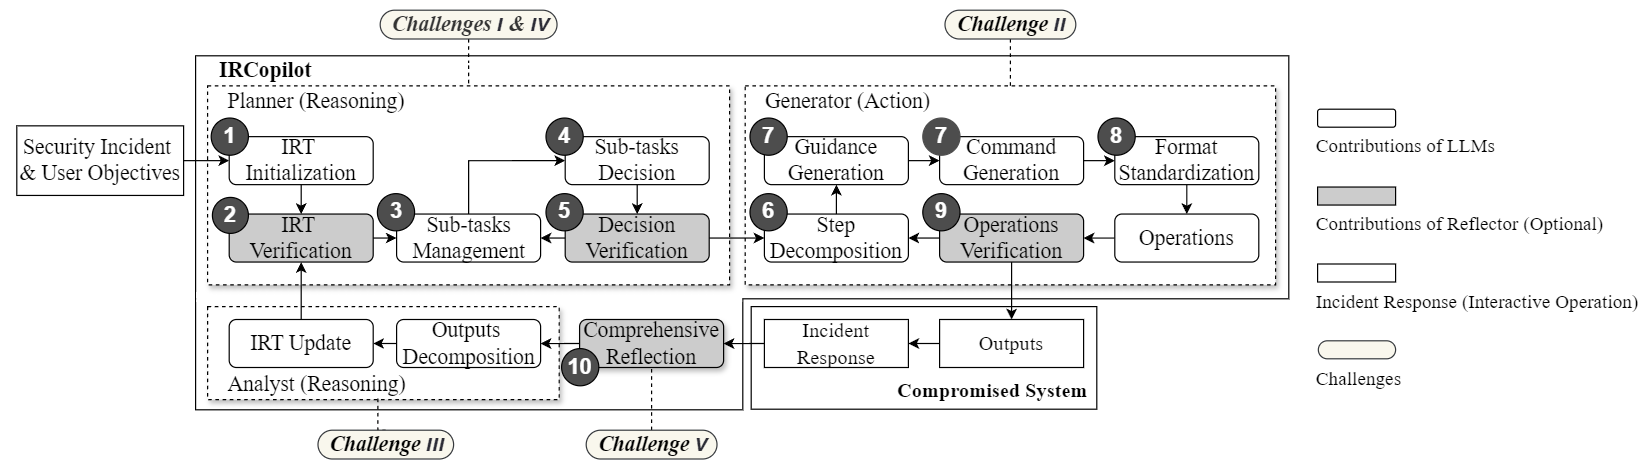 Challenges I & IV
Challenge II
IRCopilot
Planner (Reasoning)
Generator (Action)
Security Incident
& User Objectives
1
IRT
Initialization
4
Sub-tasks
Decision
7
Guidance
Generation
7
Command
Generation
8
Format
Standardization
2
IRT
Verification
3
Sub-tasks
Management
5
Decision
Verification
6
Step
Decomposition
9
Operations
Verification
Operations
IRT Update
Outputs
Decomposition
Comprehensive
Reflection
10
Incident
Response
Outputs
Analyst (Reasoning)
Compromised System
Challenge III
Challenge V
Contributions of LLMs
Contributions of Reflector (Optional)
Incident Response (Interactive Operation)
Challenges